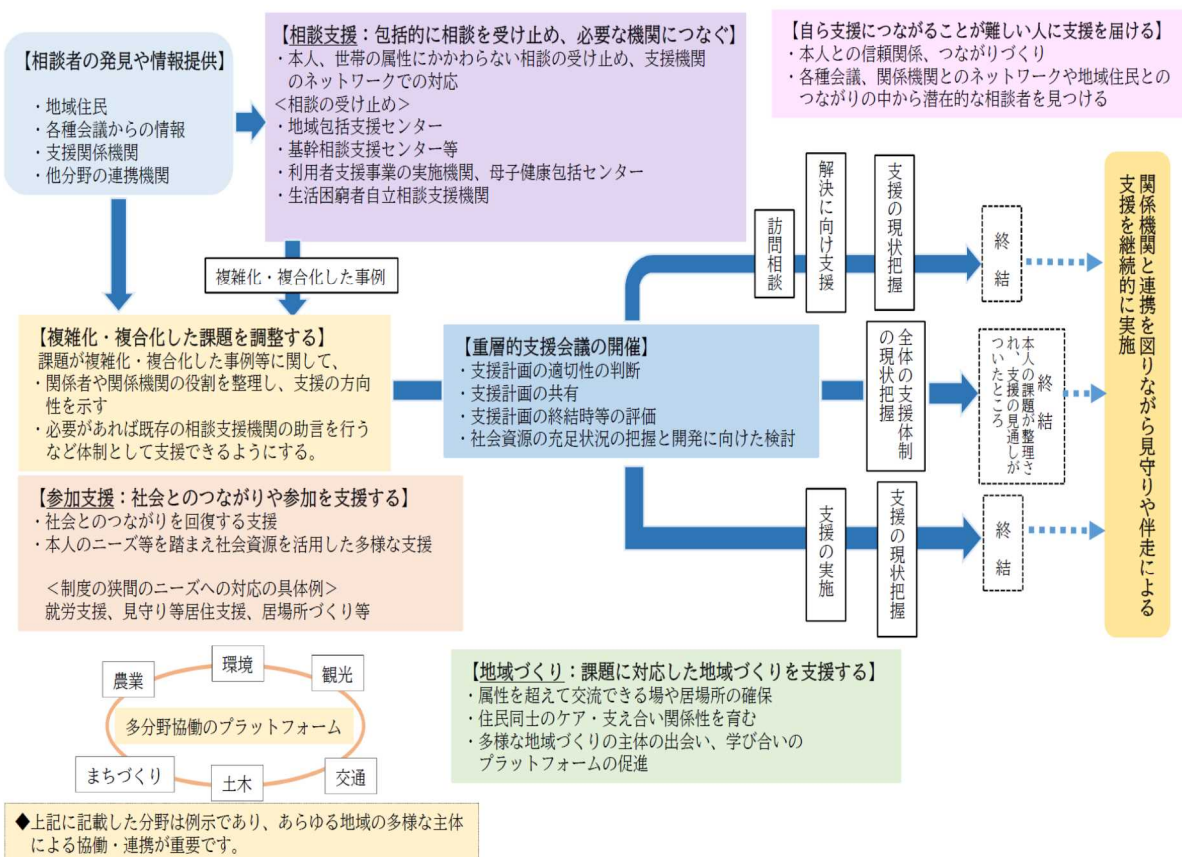 【相談者の発見や情報提供】
・地域住民
・各種会議からの情報
・支援関係機関
・他分野の連携機関
【相談支援：包括的に相談を受け止め、必要な機関につなぐ】
・本人、世帯の属性にかかわらない相談の受け止め、支援機関
のネットワークでの対応
＜相談の受け止め＞
・地域包括支援センター
・基幹相談支援センター等
・利用者支援事業の実施機関、母子健康包括センター
・生活困窮者自立相談支援機関
【自ら支援につながることが難しい人に支援を届ける】
・本人との信頼関係、つながりづくり
・各種会議、関係機関とのネットワークや地域住民との
つながりの中から潜在的な相談者を見つける
複雑化・複合化した事例
【複雑化・複合化した課題を調整する】
課題が複雑化・複合化した事例等に関して、
・関係者や関係機関の役割を整理し、支援の方向
性を示す
・必要があれば既存の相談支援機関の助言を行う
など体制として支援できるようにする。
【重層的支援会議の開催】
・支援計画の適切性の判断
・支援計画の共有
・支援計画の終結時等の評価
・社会資源の充足状況の把握と開発に向けた検討
訪問相談
解決に向け支援
支援の現状把握
終結
全体の支援体制
の現状把握
終結
本人の課題が整理さ
れ、支援の見通しが
ついたところ
支援の実施
支援の現状把握
終結
関係機関と連携を図りながら見守りや伴走による
支援を継続的に実施
【参加支援：社会とのつながりや参加を支援する】
・社会とのつながりを回復する支援
・本人のニーズ等を踏まえ社会資源を活用した多様な支援
＜制度の狭間のニーズへの対応の具体例＞
就労支援、見守り等居住支援、居場所づくり等
農業
環境
観光
多分野協働のプラットフォーム
まちづくり
土木
交通
◆上記に記載した分野は例示であり、あらゆる地域の多様な主体
による協働・連携が重要です。
【地域づくり：課題に対応した地域づくりを支援する】
・属性を超えて交流できる場や居場所の確保
・住民同士のケア・支え合い関係性を育む
・多様な地域づくりの主体の出会い、学び合いの
プラットフォームの促進